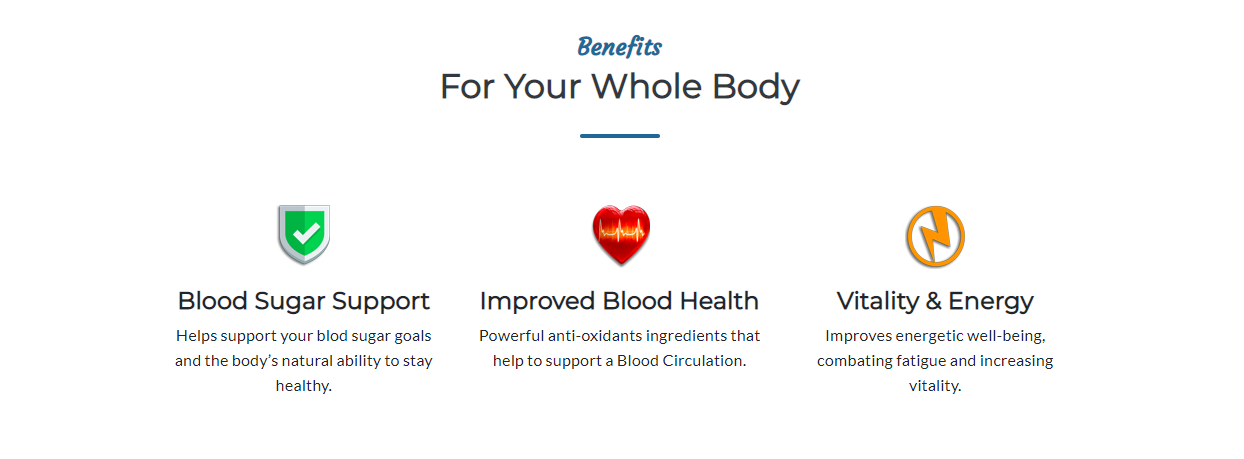 Benefits
For Your Whole Body
Blood Sugar Support
Helps support your blod sugar goals
and the body’s natural ability to stay
healthy.
Improved Blood Health
Powerful anti-oxidants ingredients that
help to support a Blood Circulation.
Vitality & Energy
Improves energetic well-being,
combating fatigue and increasing
vitality.